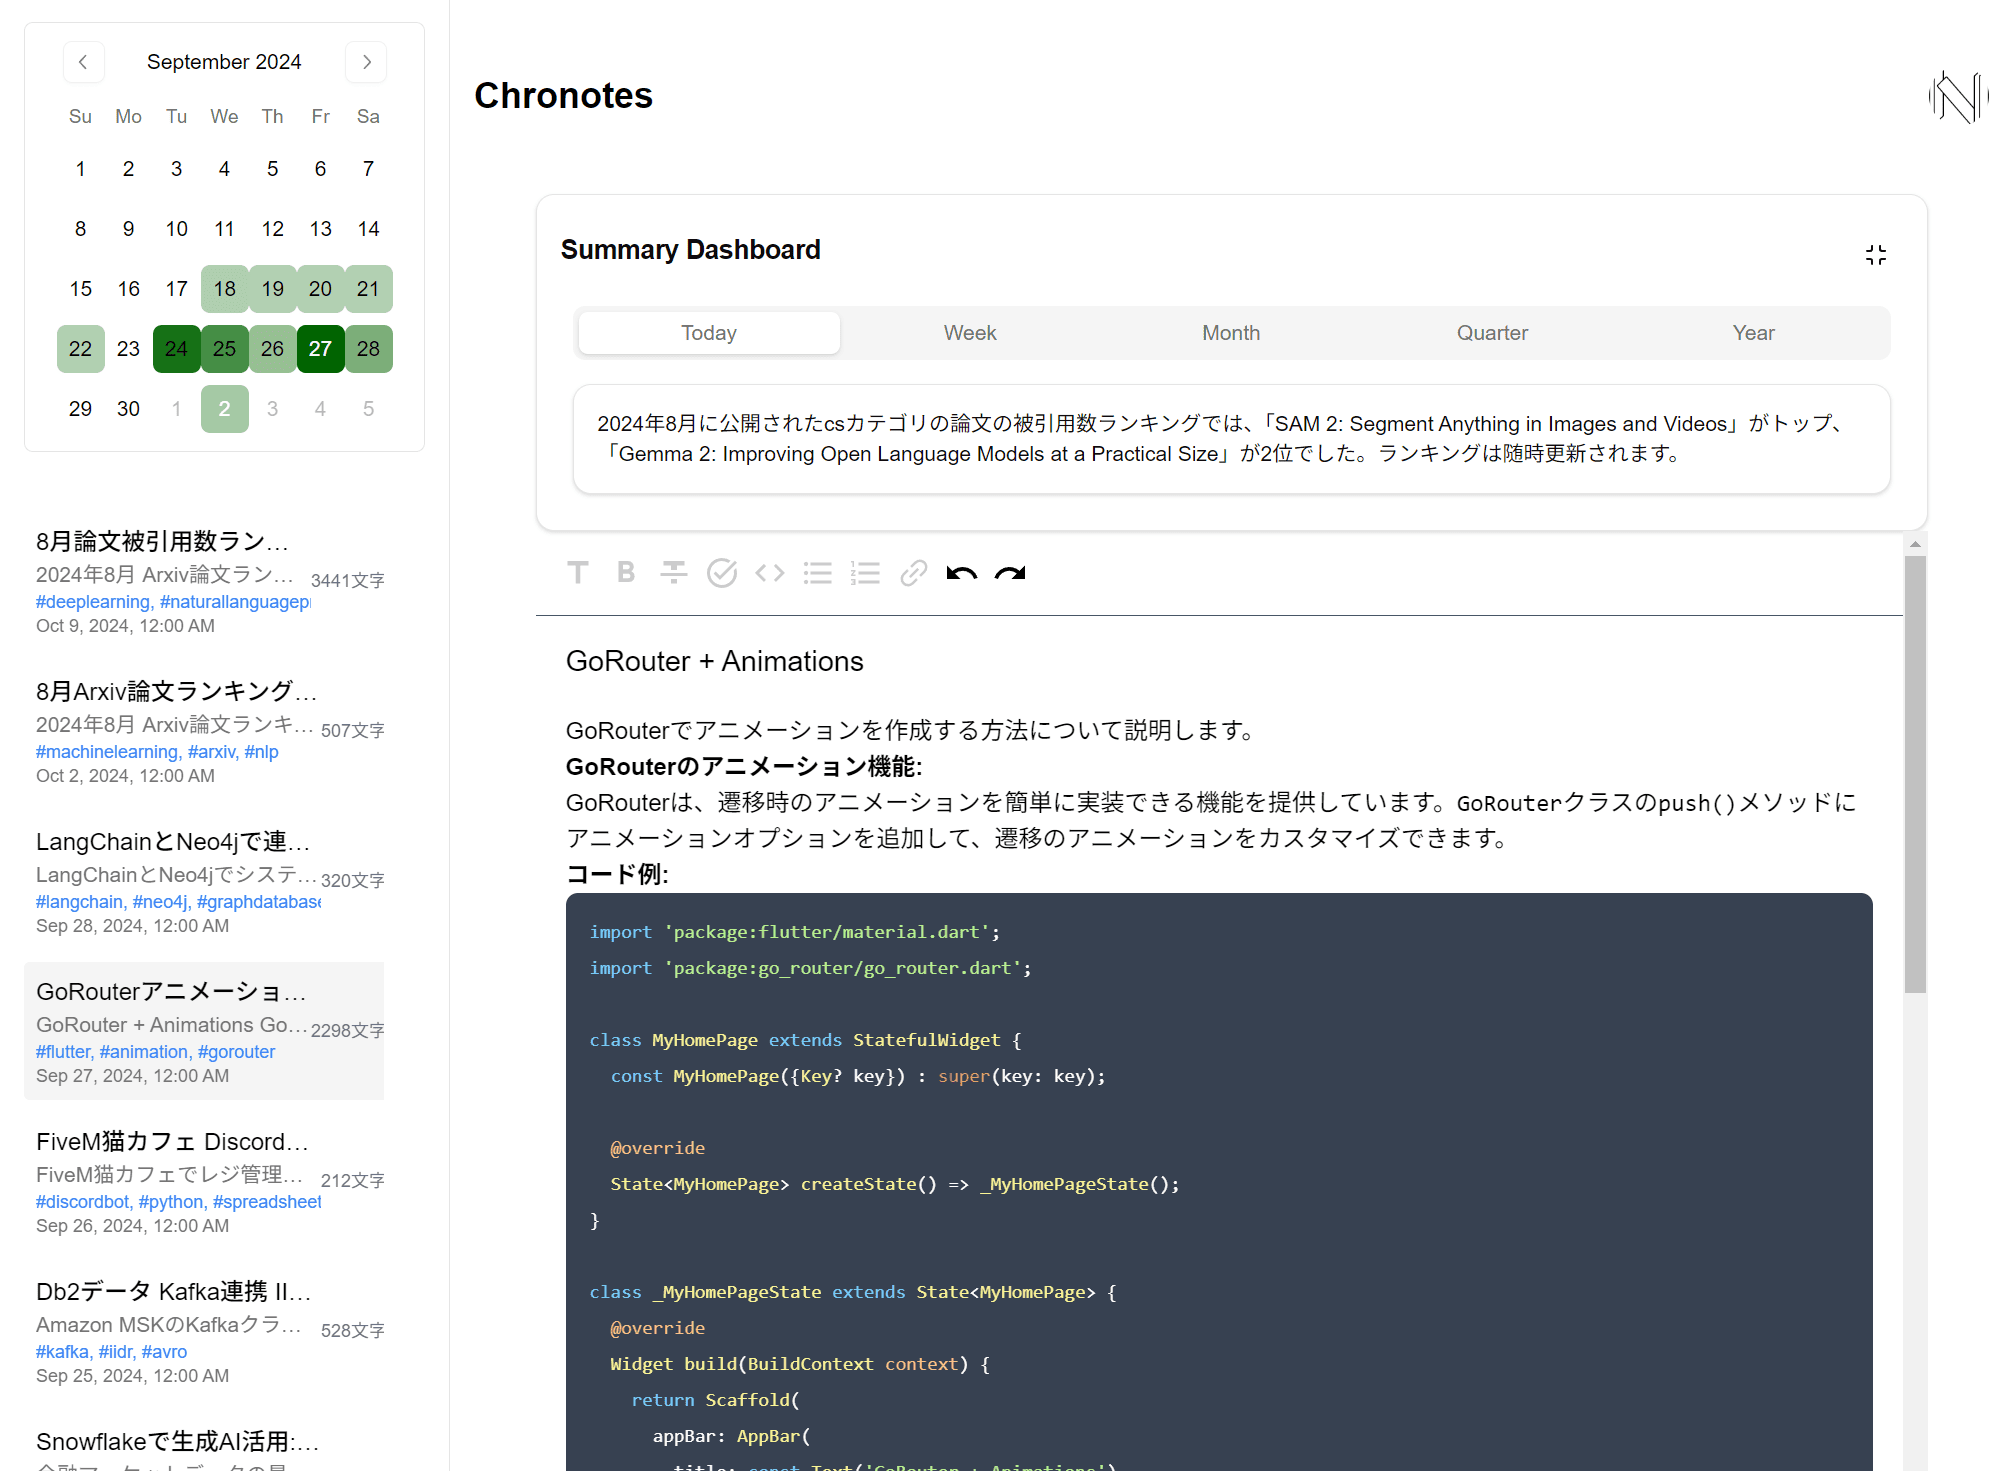 September 2024
Su Mo Tu We Th Fr Sa
1 2 3 4 5 6 7
8 9 10 11 12 13 14
15 16 17 18 19 20 21
22 23 24 25 26 27 28
29 30 1 2 3 4 5
8月論文被引用数ラン…
2024年8月 Arxiv論文ラン… 3441文字
#deeplearning, #naturallanguagep
Oct 9, 2024, 12:00 AM
8月Arxiv論文ランキング…
2024年8月 Arxiv論文ランキ… 507文字
#machinelearning, #arxiv, #nlp
Oct 2, 2024, 12:00 AM
LangChainとNeo4jで連…
LangChainとNeo4jでシステ… 320文字
#langchain, #neo4j, #graphdatabase
Sep 28, 2024, 12:00 AM
GoRouterアニメーショ…
GoRouter + Animations Go… 2298文字
#flutter, #animation, #gorouter
Sep 27, 2024, 12:00 AM
FiveM猫カフェ Discord…
FiveM猫カフェでレジ管理… 212文字
#discordbot, #python, #spreadsheet
Sep 26, 2024, 12:00 AM
Db2データ Kafka連携 II…
Amazon MSKのKafkaクラ… 528文字
#kafka, #iidr, #avro
Sep 25, 2024, 12:00 AM
Snowflakeで生成AI活用:…
Chronotes
Summary Dashboard
Today Week Month Quarter Year
2024年8月に公開されたcsカテゴリの論文の被引用数ランキングでは、「SAM 2: Segment Anything in Images and Videos」がトップ、
「Gemma 2: Improving Open Language Models at a Practical Size」が2位でした。ランキングは随時更新されます。
GoRouter + Animations
GoRouterでアニメーションを作成する方法について説明します。
GoRouterのアニメーション機能:
GoRouterは、遷移時のアニメーションを簡単に実装できる機能を提供しています。GoRouterクラスのpush()メソッドに
アニメーションオプションを追加して、遷移のアニメーションをカスタマイズできます。
コード例:
import 'package:flutter/material.dart';
import 'package:go_router/go_router.dart';
class MyHomePage extends StatefulWidget {
const MyHomePage({Key? key}) : super(key: key);
@override
State<MyHomePage> createState() => _MyHomePageState();
}
class _MyHomePageState extends State<MyHomePage> {
@override
Widget build(BuildContext context) {
return Scaffold(
appBar: AppBar(
title: const Text('GoRouter + Animations')